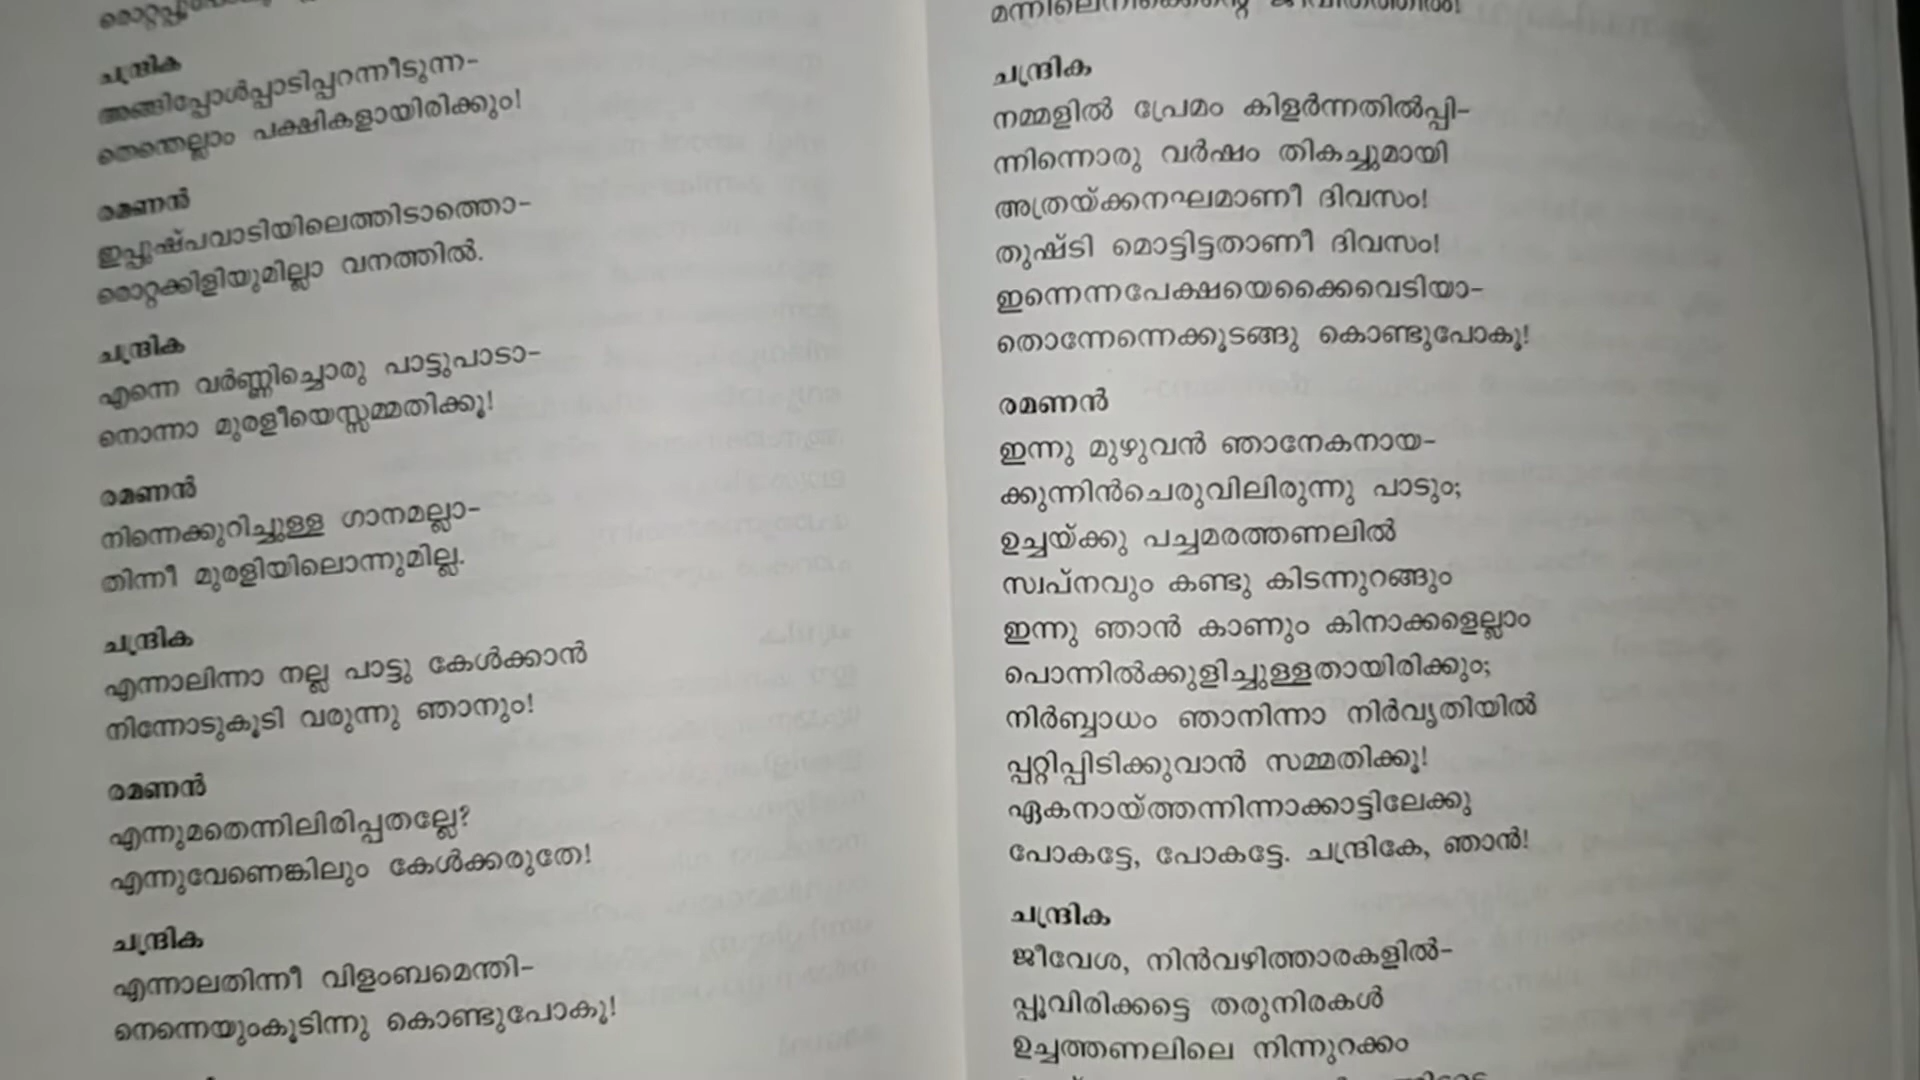 ചന്ദ്രിക
അങ്ങിപ്പോൾപ്പാടിപ്പറന്നീടുന്ന-
തെന്തെല്ലാം പക്ഷികളായിരിക്കും!
രമണൻ
ഇപ്പുഷ്പവാടിയിലെത്തിടാത്തൊ-
രൊറ്റക്കിളിയുമില്ലാ വനത്തിൽ.
ചന്ദ്രിക
എന്നെ വർണ്ണിച്ചൊരു പാട്ടുപാടാ-
നൊന്നാ മുരളീയെസ്സമ്മതിക്കൂ!
രമണൻ
നിന്നെക്കുറിച്ചുള്ള ഗാനമല്ലാ-
തിന്നീ മുരളിയിലൊന്നുമില്ല.
ചന്ദ്രിക
എന്നാലിന്നാ നല്ല പാട്ടു കേൾക്കാൻ
നിന്നോടുകൂടി വരുന്നു ഞാനും!
രമണൻ
എന്നുമതെന്നിലിരിപ്പതല്ലേ?
എന്നുവേണെങ്കിലും കേൾക്കരുതേ!
ചന്ദ്രിക
എന്നാലതിന്നീ വിളംബമെന്തി-
നെന്നെയുംകൂടിന്നു കൊണ്ടുപോകൂ!
ചന്ദ്രിക
നമ്മളിൽ പ്രേമം കിളർന്നതിൽപ്പി-
ന്നിന്നൊരു വർഷം തികച്ചുമായി
അത്രയ്ക്കനഘമാണീ ദിവസം!
തുഷ്ടി മൊട്ടിട്ടതാണീ ദിവസം!
ഇന്നെന്നപേക്ഷയെക്കൈവെടിയാ-
തൊന്നേന്നെക്കൂടങ്ങു കൊണ്ടുപോകൂ!
രമണൻ
ഇന്നു മുഴുവൻ ഞാനേകനായ-
ക്കുന്നിൻചെരുവിലിരുന്നു പാടും;
ഉച്ചയ്ക്കു പച്ചമരത്തണലിൽ
സ്വപ്നവും കണ്ടു കിടന്നുറങ്ങും
ഇന്നു ഞാൻ കാണും കിനാക്കളെല്ലാം
പൊന്നിൽക്കുളിച്ചുള്ളതായിരിക്കും;
നിർബ്ബാധം ഞാനിന്നാ നിർവൃതിയിൽ
പ്പറ്റിപ്പിടിക്കുവാൻ സമ്മതിക്കൂ!
ഏകനായ്ത്തന്നിന്നാക്കാട്ടിലേക്കു
പോകട്ടേ, പോകട്ടേ. ചന്ദ്രികേ, ഞാൻ!
ചന്ദ്രിക
ജീവേശ, നിൻവഴിത്താരകളിൽ-
പ്പൂവിരിക്കട്ടെ തരുനിരകൾ
ഉച്ചത്തണലിലെ നിന്നുറക്കം